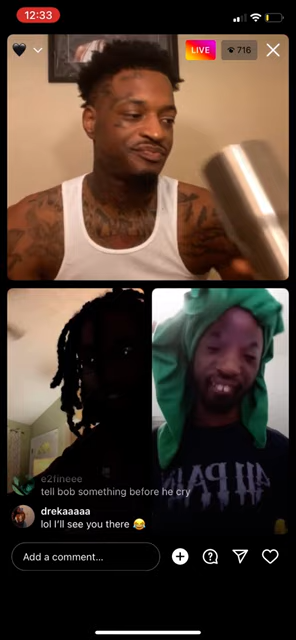 12:33
LIVE
716
e2fineee
tell bob something before he cry
drekaaaaa
lol I'll see you there 😂
Add a comment...